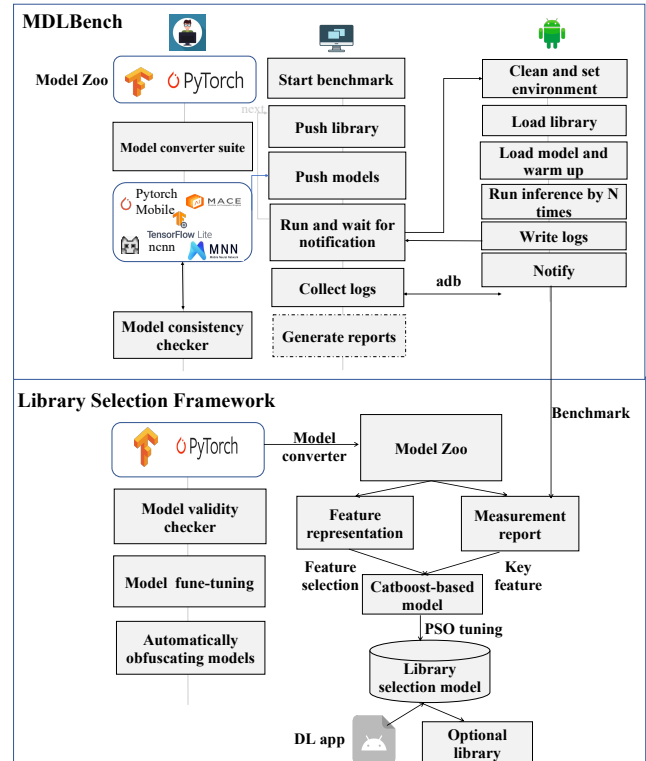 MDLBench
Model Zoo
PyTorch
Model converter suite
Pytorch
Mobile
MACE
TensorFlow Lite
ncnn
MNN
Model consistency
checker
Start benchmark
next
Push library
Push models
Run and wait for
notification
Collect logs
Generate reports
adb
Clean and set
environment
Load library
Load model and
warm up
Run inference by N
times
Write logs
Notify
Benchmark
Library Selection Framework
PyTorch
Model
converter
Model Zoo
Model validity
checker
Model fune-tuning
Automatically
obfuscating models
Feature
representation
Measurement
report
Feature
selection
Key
feature
Catboost-based
model
PSO tuning
Library
selection model
DL app
Optional
library